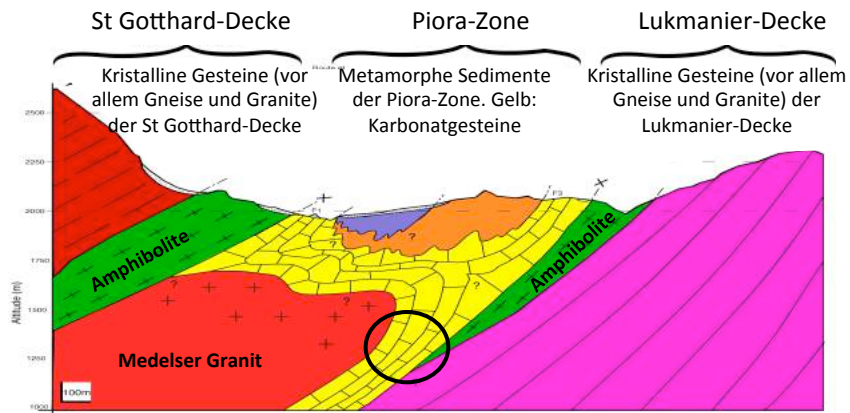 St Gotthard-Decke
Piora-Zone
Lukmanier-Decke
Kristalline Gesteine (vor
allem Gneise und Granite)
der St Gotthard-Decke
Metamorphe Sedimente
der Piora-Zone. Gelb:
Karbonatgesteine
Kristalline Gesteine (vor allem
Gneise und Granite) der
Lukmanier-Decke
2500
2250
2000
1750
1500
1250
1000
Altitude (m)
F1
F3
Amphibolite
Amphibolite
Medelser Granit
?
?
?
?
?
?
100m